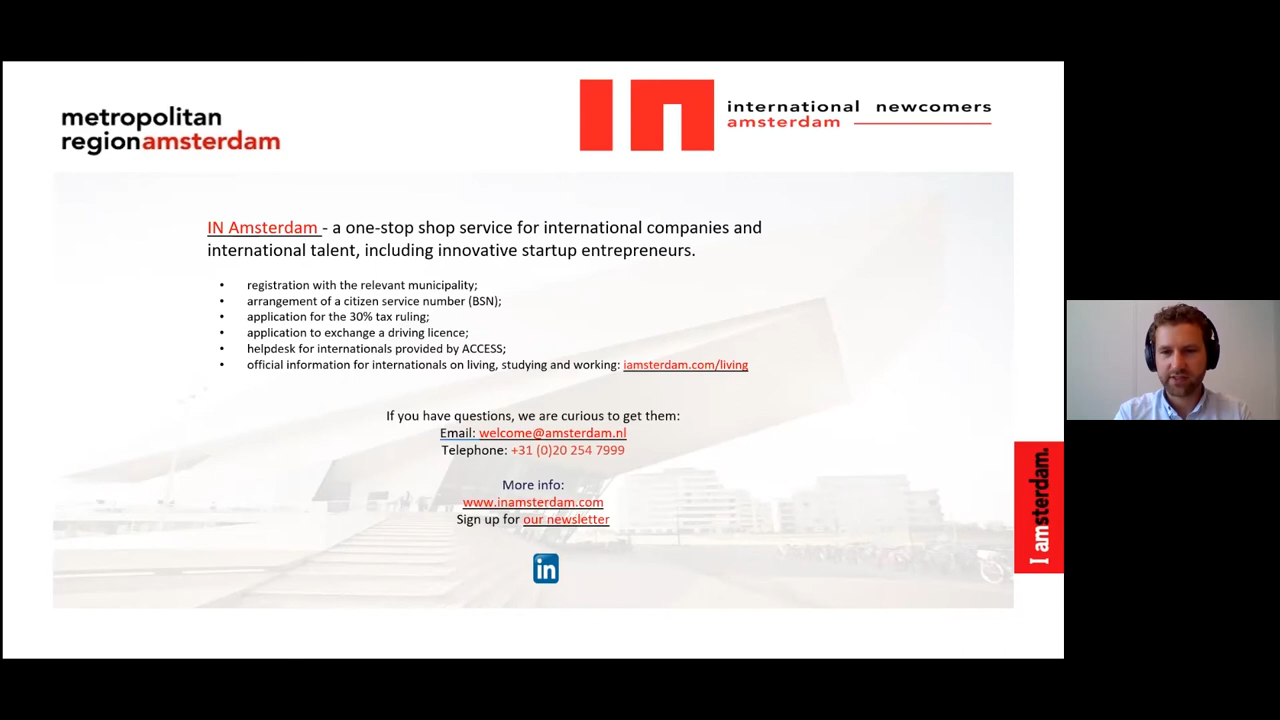 metropolitan
regionamsterdam
IN
international newcomers
amsterdam
IN Amsterdam - a one-stop shop service for international companies and
international talent, including innovative startup entrepreneurs.
• registration with the relevant municipality;
• arrangement of a citizen service number (BSN);
• application for the 30% tax ruling;
• application to exchange a driving licence;
• helpdesk for internationals provided by ACCESS;
• official information for internationals on living, studying and working: iamsterdam.com/living
If you have questions, we are curious to get them:
Email: welcome@amsterdam.nl
Telephone: +31 (0)20 254 7999
More info:
www.inamsterdam.com
Sign up for our newsletter
in
I amsterdam.